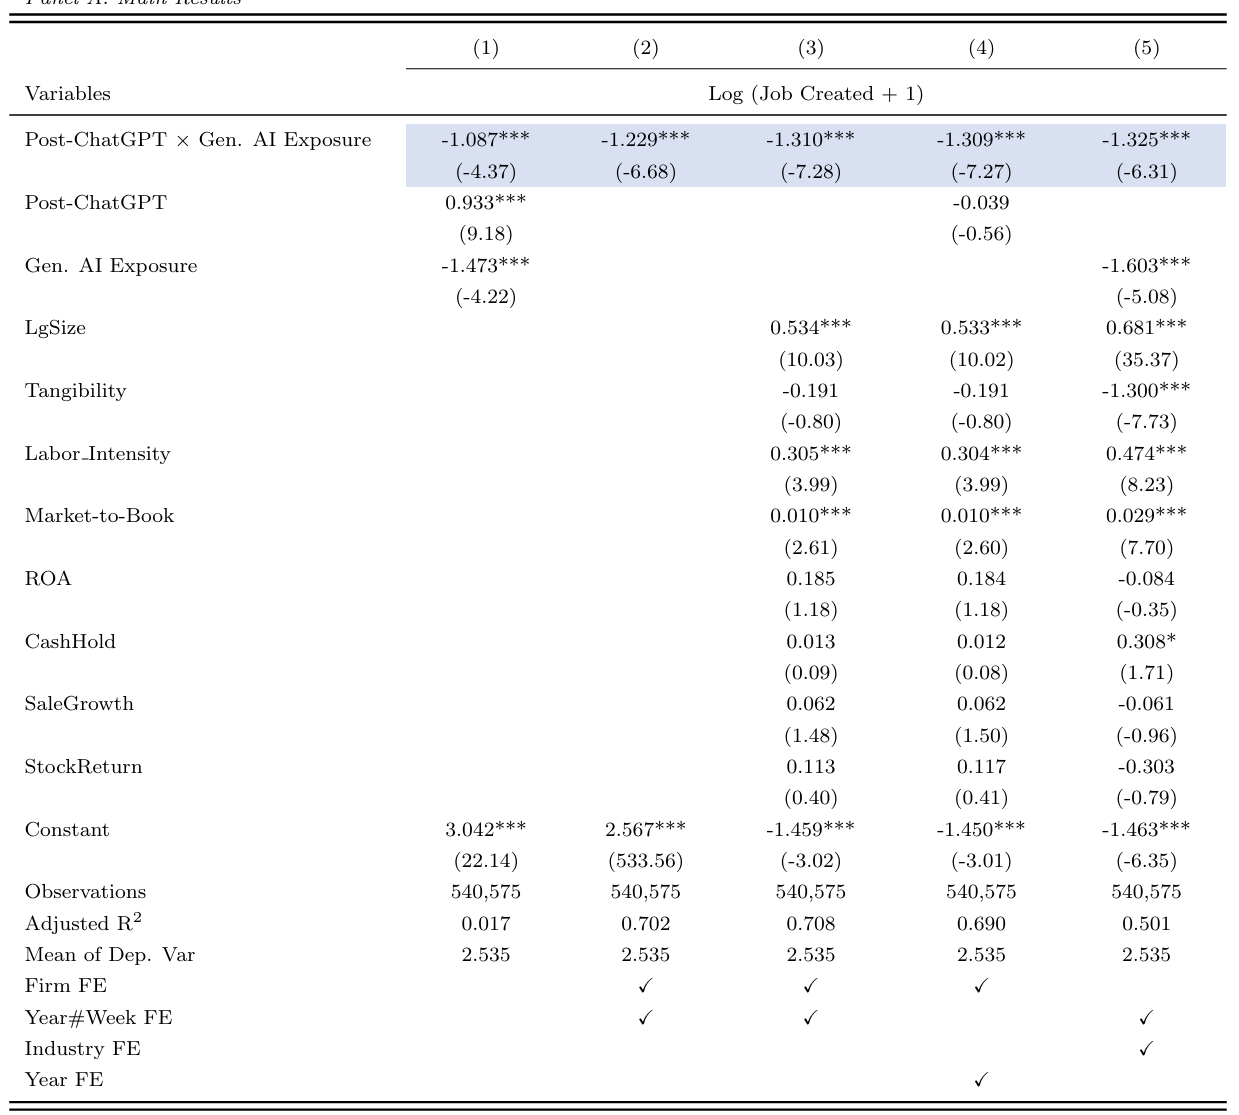 Panel A: Main Results
(1) (2) (3) (4) (5)
Variables Log (Job Created + 1)
Post-ChatGPT × Gen. AI Exposure -1.087*** -1.229*** -1.310*** -1.309*** -1.325***
(-4.37) (-6.68) (-7.28) (-7.27) (-6.31)
Post-ChatGPT 0.933*** -0.039
(9.18) (-0.56)
Gen. AI Exposure -1.473*** -1.603***
(-4.22) (-5.08)
LgSize 0.534*** 0.533*** 0.681***
(10.03) (10.02) (35.37)
Tangibility -0.191 -0.191 -1.300***
(-0.80) (-0.80) (-7.73)
Labor_Intensity 0.305*** 0.304*** 0.474***
(3.99) (3.99) (8.23)
Market-to-Book 0.010*** 0.010*** 0.029***
(2.61) (2.60) (7.70)
ROA 0.185 0.184 -0.084
(1.18) (1.18) (-0.35)
CashHold 0.013 0.012 0.308*
(0.09) (0.08) (1.71)
SaleGrowth 0.062 0.062 -0.061
(1.48) (1.50) (-0.96)
StockReturn 0.113 0.117 -0.303
(0.40) (0.41) (-0.79)
Constant 3.042*** 2.567*** -1.459*** -1.450*** -1.463***
(22.14) (533.56) (-3.02) (-3.01) (-6.35)
Observations 540,575 540,575 540,575 540,575 540,575
Adjusted R² 0.017 0.702 0.708 0.690 0.501
Mean of Dep. Var 2.535 2.535 2.535 2.535 2.535
Firm FE ✓ ✓ ✓
Year#Week FE ✓ ✓ ✓
Industry FE ✓
Year FE ✓